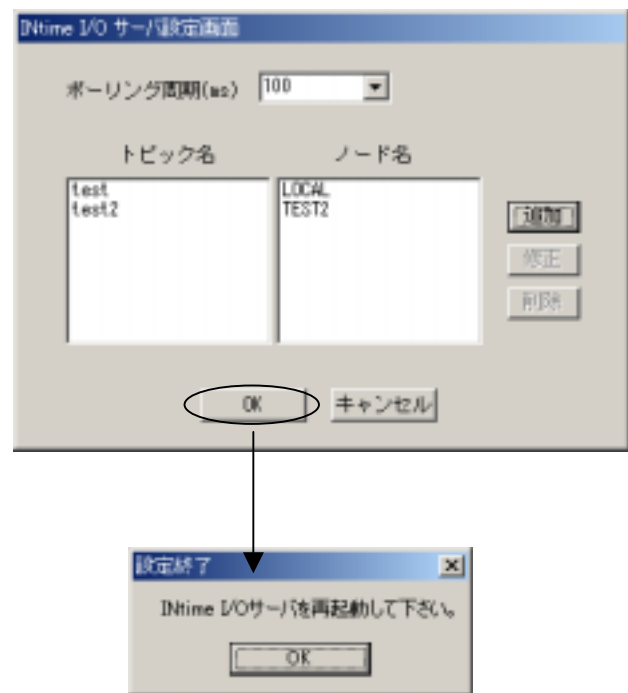 INtime I/O サーバ設定画面
ポーリング周期(ms) 100
トピック名 ノード名
test LOCAL
test2 TEST2
追加
修正
削除
OK キャンセル
設定終了
INtime I/Oサーバを再起動して下さい。
OK